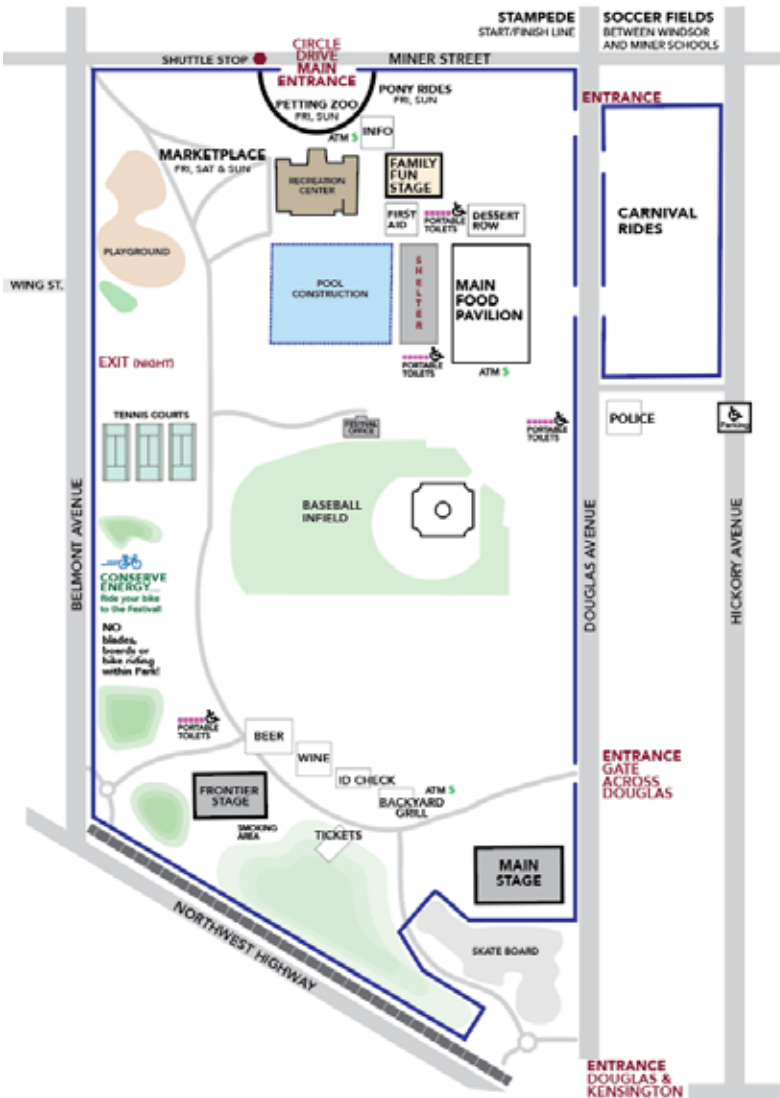 STAMPEDE
START/FINISH LINE
SOCCER FIELDS
BETWEEN WINDSOR
AND MINER SCHOOLS
SHUTTLE STOP
CIRCLE
DRIVE
MAIN
ENTRANCE
MINER STREET
PETTING ZOO
FRI, SUN
PONY RIDES
FRI, SUN
ENTRANCE
ATM $
INFO
MARKETPLACE
FRI, SAT & SUN
RECREATION
CENTER
FAMILY
FUN
STAGE
FIRST
AID
PORTABLE
TOILETS
DESSERT
ROW
CARNIVAL
RIDES
PLAYGROUND
WING ST.
POOL
CONSTRUCTION
SHELTER
MAIN
FOOD
PAVILION
EXIT (NIGHT)
PORTABLE
TOILETS
ATM $
TENNIS COURTS
FESTIVAL
OFFICE
PORTABLE
TOILETS
POLICE
Parking
BASEBALL
INFIELD
BELMONT AVENUE
DOUGLAS AVENUE
HICKORY AVENUE
CONSERVE
ENERGY...
Ride your bike
to the Festival!
NO
blades,
boards or
bike riding
within Park!
PORTABLE
TOILETS
BEER
WINE
ID CHECK
ATM $
BACKYARD
GRILL
ENTRANCE
GATE
ACROSS
DOUGLAS
FRONTIER
STAGE
SMOKING
AREA
TICKETS
MAIN
STAGE
NORTHWEST HIGHWAY
SKATE BOARD
ENTRANCE
DOUGLAS &
KENSINGTON